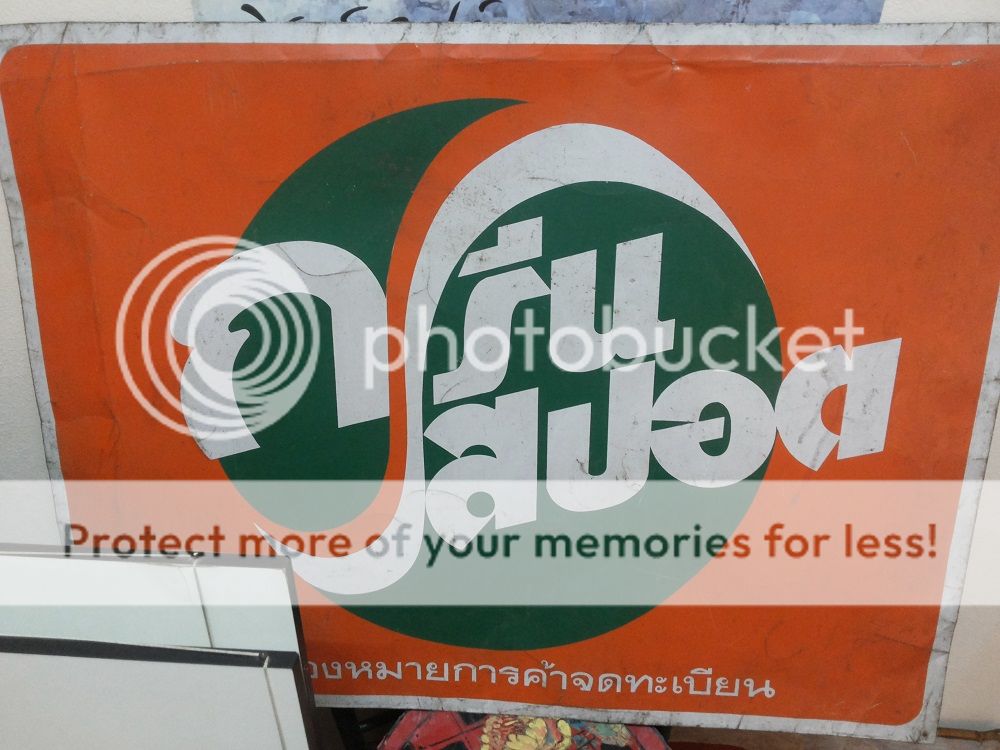 กรีน
สปอต
photobucket
Protect more of your memories for less!
องหมายการค้าจดทะเบียน